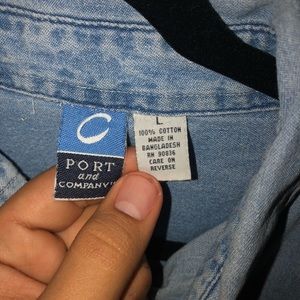 C
PORT
and
COMPANY
L
100% COTTON
MADE IN
BANGLADESH
RN 90836
CARE ON
REVERSE